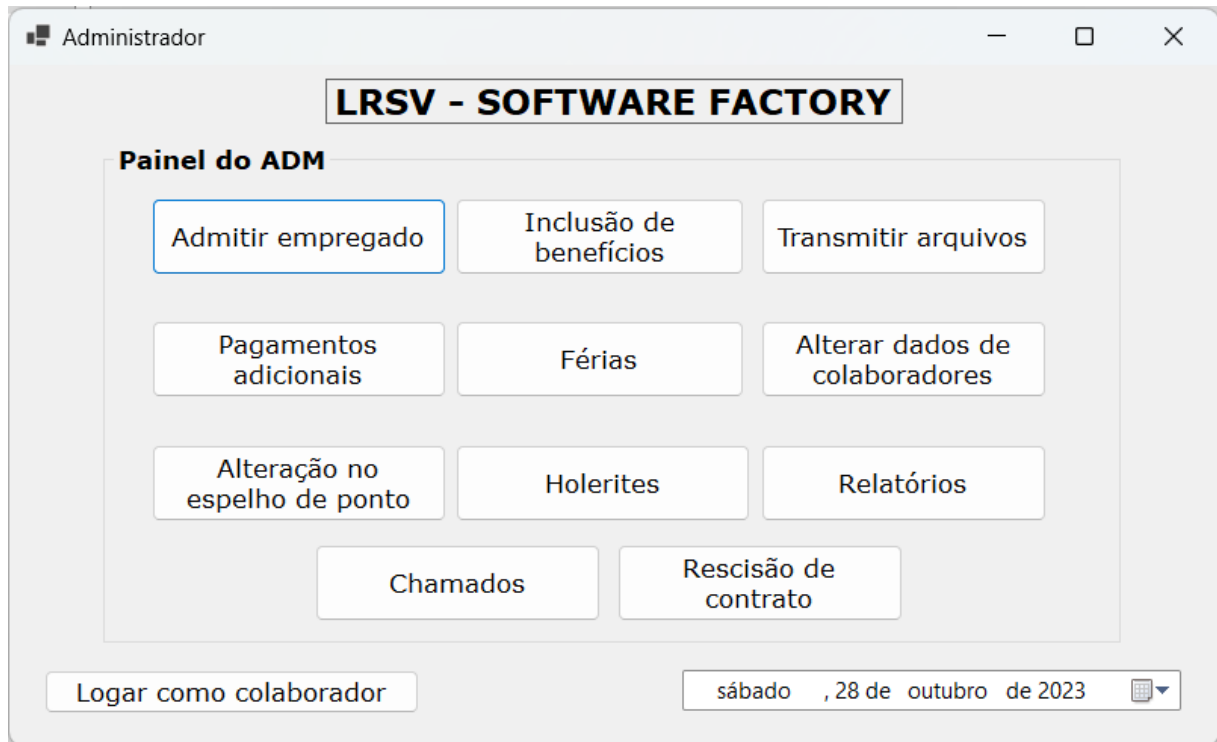 Administrador
LRSV - SOFTWARE FACTORY
Painel do ADM
Admitir empregado
Inclusão de
benefícios
Transmitir arquivos
Pagamentos
adicionais
Férias
Alterar dados de
colaboradores
Alteração no
espelho de ponto
Holerites
Relatórios
Chamados
Rescisão de
contrato
Logar como colaborador
sábado , 28 de outubro de 2023